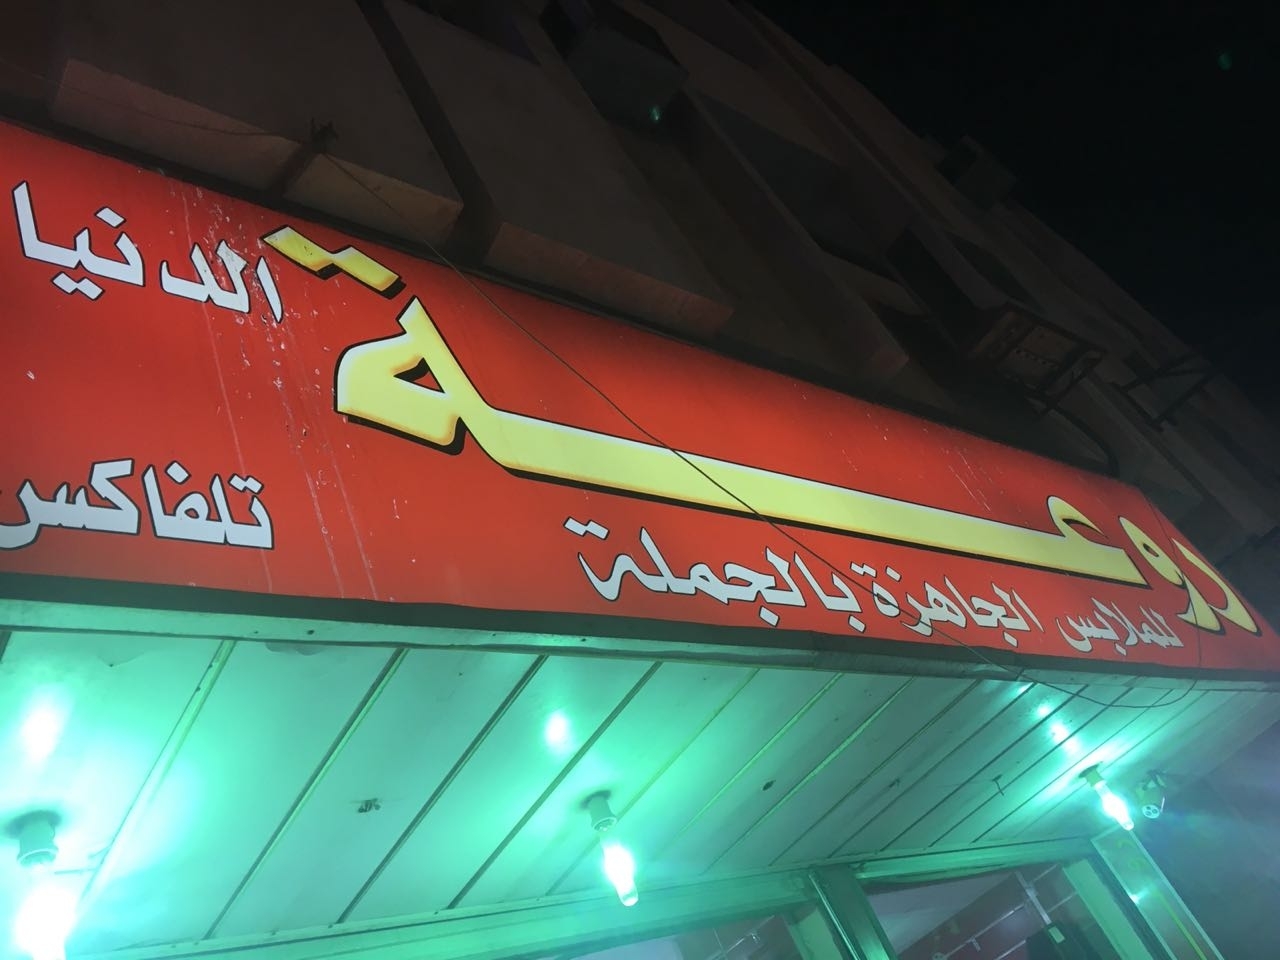 روعة الدنيا
للملابس الجاهزة بالجملة
تلفاكس